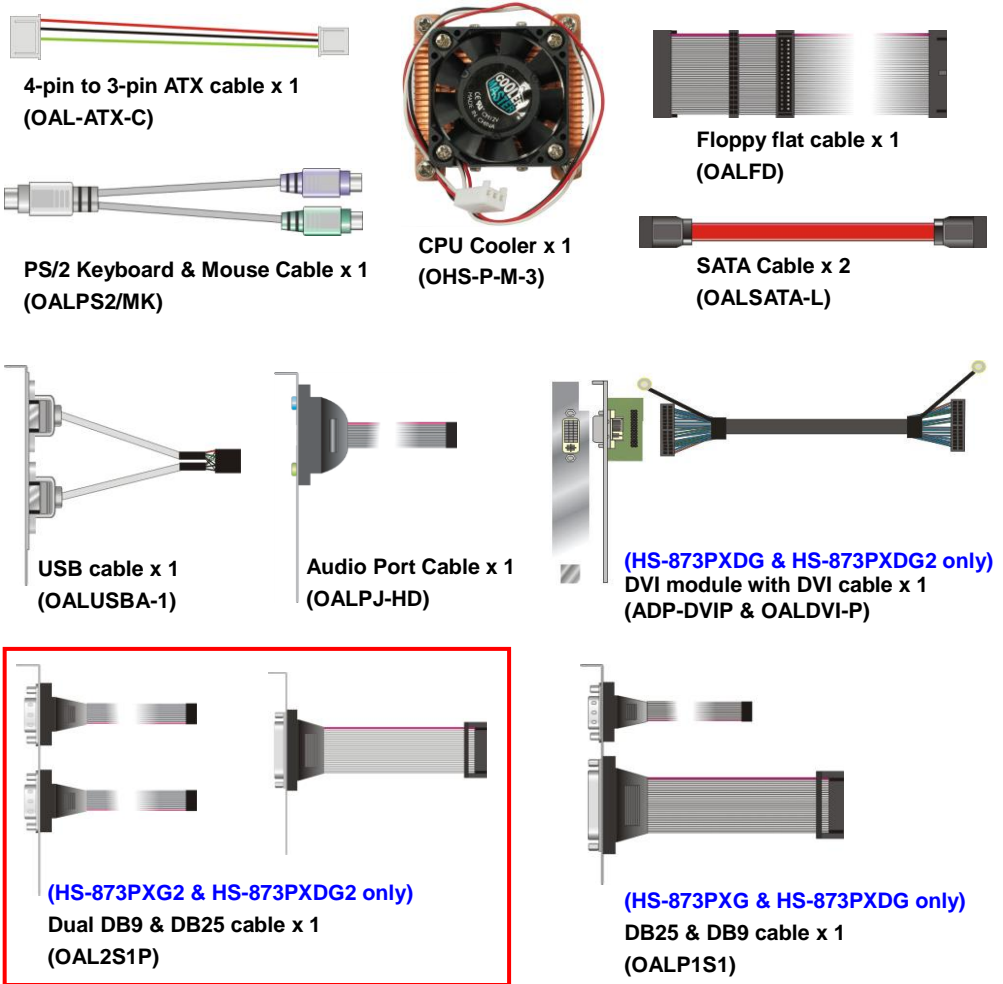 4-pin to 3-pin ATX cable x 1
(OAL-ATX-C)
PS/2 Keyboard & Mouse Cable x 1
(OALPS2/MK)
COOLER
MASTER
CPU Cooler x 1
(OHS-P-M-3)
Floppy flat cable x 1
(OALFD)
SATA Cable x 2
(OALSATA-L)
USB cable x 1
(OALUSBA-1)
Audio Port Cable x 1
(OALPJ-HD)
(HS-873PXDG & HS-873PXDG2 only)
DVI module with DVI cable x 1
(ADP-DVIP & OALDVI-P)
(HS-873PXG2 & HS-873PXDG2 only)
Dual DB9 & DB25 cable x 1
(OAL2S1P)
(HS-873PXG & HS-873PXDG only)
DB25 & DB9 cable x 1
(OALP1S1)